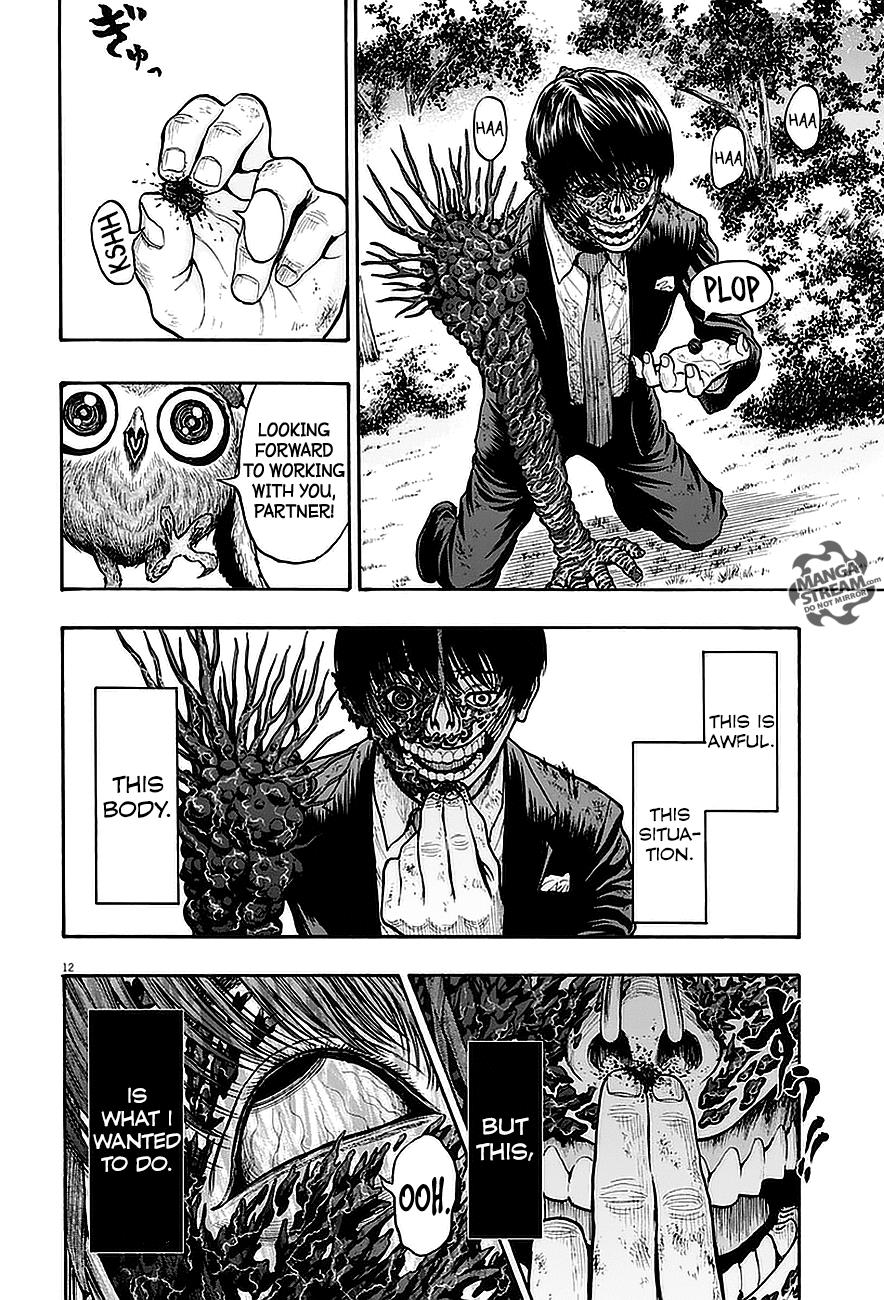 HAA
HAA
HAA
PLOP
ぎゅっ
KSHH
LOOKING
FORWARD
TO WORKING
WITH YOU,
PARTNER!
MANGA
STREAM.com
DO NOT MIRROR
THIS IS
AWFUL.
THIS
SITUA-
TION.
THIS
BODY.
12
BUT
THIS,
IS
WHAT I
WANTED
TO DO.
OOH.